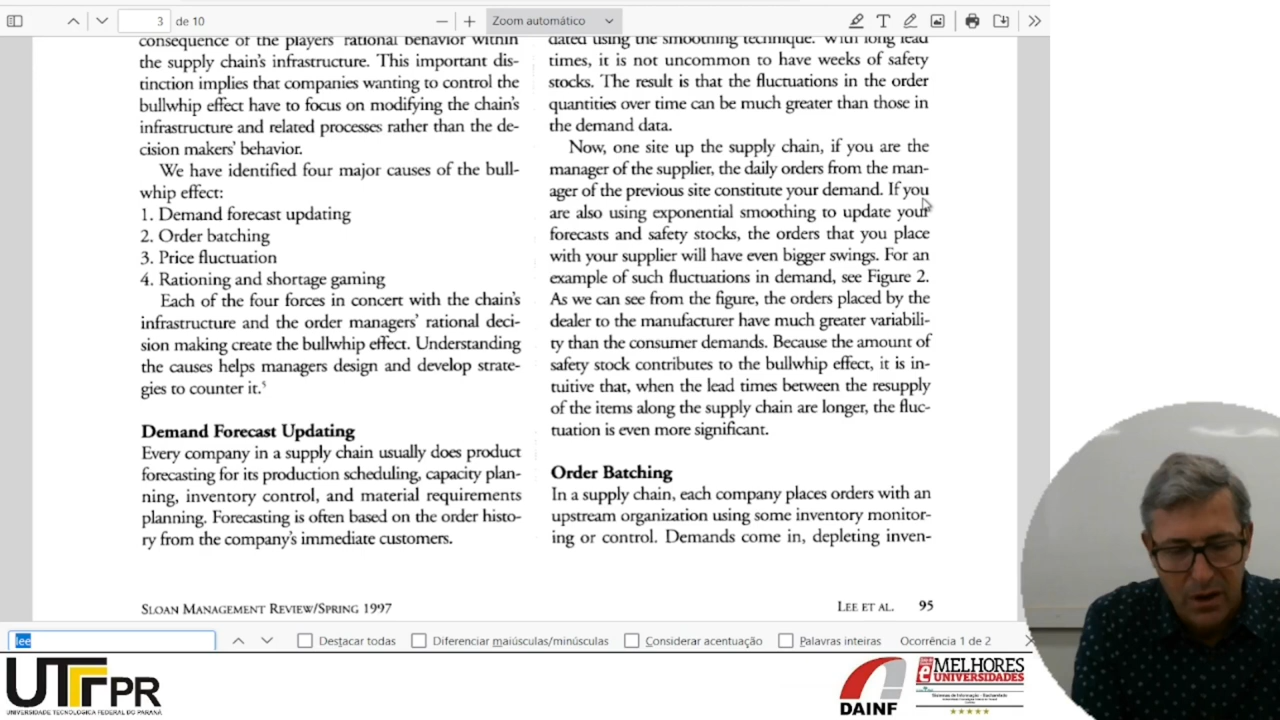 3 de 10
Zoom automático
consequence of the players' rational behavior within
the supply chain's infrastructure. This important dis-
tinction implies that companies wanting to control the
bullwhip effect have to focus on modifying the chain's
infrastructure and related processes rather than the de-
cision makers' behavior.
We have identified four major causes of the bull-
whip effect:
1. Demand forecast updating
2. Order batching
3. Price fluctuation
4. Rationing and shortage gaming
Each of the four forces in concert with the chain's
infrastructure and the order managers' rational deci-
sion making create the bullwhip effect. Understanding
the causes helps managers design and develop strate-
gies to counter it.⁵
Demand Forecast Updating
Every company in a supply chain usually does product
forecasting for its production scheduling, capacity plan-
ning, inventory control, and material requirements
planning. Forecasting is often based on the order histo-
ry from the company's immediate customers.
dated using the smoothing technique. With long lead
times, it is not uncommon to have weeks of safety
stocks. The result is that the fluctuations in the order
quantities over time can be much greater than those in
the demand data.
Now, one site up the supply chain, if you are the
manager of the supplier, the daily orders from the man-
ager of the previous site constitute your demand. If you
are also using exponential smoothing to update your
forecasts and safety stocks, the orders that you place
with your supplier will have even bigger swings. For an
example of such fluctuations in demand, see Figure 2.
As we can see from the figure, the orders placed by the
dealer to the manufacturer have much greater variabili-
ty than the consumer demands. Because the amount of
safety stock contributes to the bullwhip effect, it is in-
tuitive that, when the lead times between the resupply
of the items along the supply chain are longer, the fluc-
tuation is even more significant.
Order Batching
In a supply chain, each company places orders with an
upstream organization using some inventory monitor-
ing or control. Demands come in, depleting inven-
SLOAN MANAGEMENT REVIEW/SPRING 1997
LEE ET AL. 95
lee
Destacar todas
Diferenciar maiúsculas/minúsculas
Considerar acentuação
Palavras inteiras
Ocorrência 1 de 2
UTFPR
UNIVERSIDADE TECNOLÓGICA FEDERAL DO PARANÁ
DAINF
MELHORES
UNIVERSIDADES
Sistemas de Informação - Bacharelado